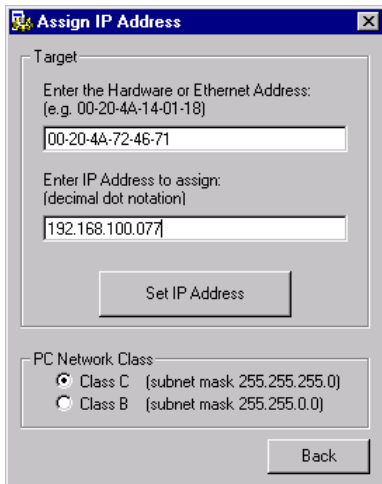 Assign IP Address
Target
Enter the Hardware or Ethernet Address:
(e.g. 00-20-4A-14-01-18)
00-20-4A-72-46-71
Enter IP Address to assign:
(decimal dot notation)
192.168.100.077
Set IP Address
PC Network Class
Class C (subnet mask 255.255.255.0)
Class B (subnet mask 255.255.0.0)
Back